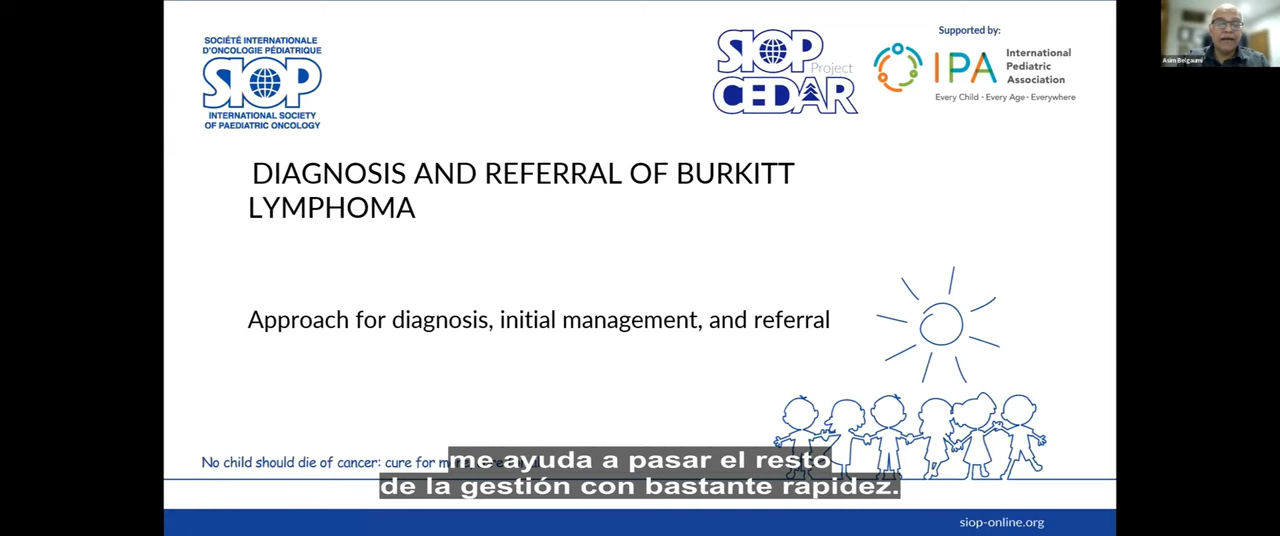 SOCIÉTÉ INTERNATIONALE
D'ONCOLOGIE PÉDIATRIQUE
SIOP
INTERNATIONAL SOCIETY
OF PAEDIATRIC ONCOLOGY
SIOP
Project
CEDAR
Supported by:
IPA
International
Pediatric
Association
Every Child · Every Age · Everywhere
Asim Belgaumi
DIAGNOSIS AND REFERRAL OF BURKITT
LYMPHOMA
Approach for diagnosis, initial management, and referral
No child should die of cancer: cure for
me ayuda a pasar el resto
de la gestión con bastante rapidez.
siop-online.org